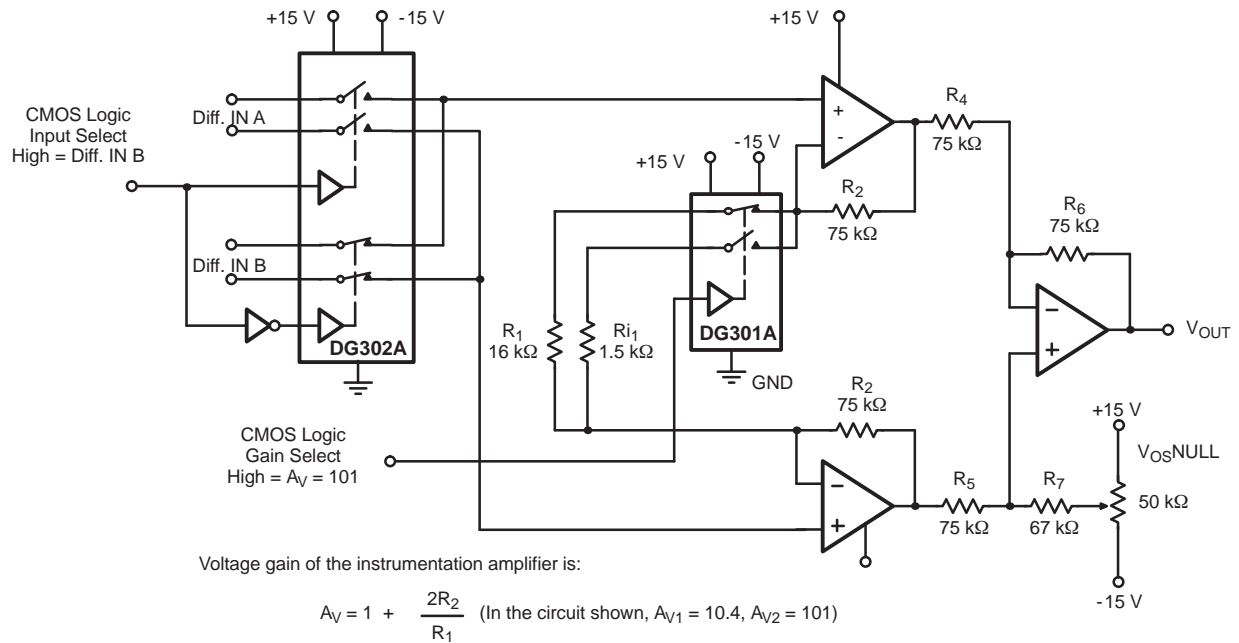 +15 V
-15 V
+15 V
CMOS Logic
Input Select
High = Diff. IN B
Diff. IN A
+
-
R4
75 kΩ
+15 V
-15 V
R2
75 kΩ
R6
75 kΩ
Diff. IN B
DG302A
R1
16 kΩ
Ri1
1.5 kΩ
DG301A
GND
−
+
VOUT
R2
75 kΩ
CMOS Logic
Gain Select
High = AV = 101
−
+
R5
75 kΩ
R7
67 kΩ
+15 V
VOSNULL
50 kΩ
-15 V
Voltage gain of the instrumentation amplifier is:
AV = 1 + 2R2 / R1 (In the circuit shown, AV1 = 10.4, AV2 = 101)